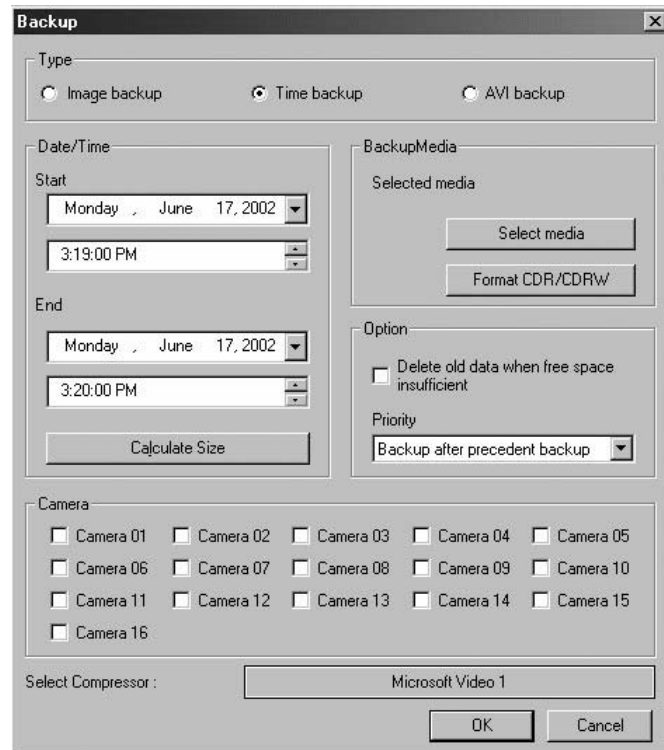 Backup
Type
Image backup
Time backup
AVI backup
Date/Time
Start
Monday , June 17, 2002
3:19:00 PM
End
Monday , June 17, 2002
3:20:00 PM
Calculate Size
BackupMedia
Selected media
Select media
Format CDR/CDRW
Option
Delete old data when free space
insufficient
Priority
Backup after precedent backup
Camera
Camera 01 Camera 02 Camera 03 Camera 04 Camera 05
Camera 06 Camera 07 Camera 08 Camera 09 Camera 10
Camera 11 Camera 12 Camera 13 Camera 14 Camera 15
Camera 16
Select Compressor : Microsoft Video 1
OK Cancel